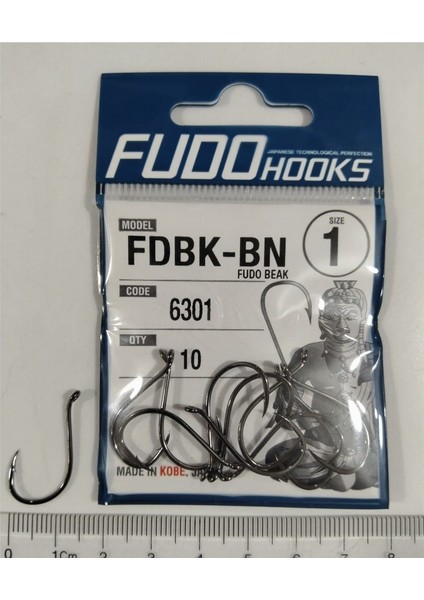 FUDO HOOKS
JAPANESE TECHNOLOGICAL PERFECTION
MODEL
FDBK-BN
FUDO BEAK
SIZE
1
CODE
6301
QTY
10
MADE IN KOBE,
0 1Cm 2 3 4 5 6 7 8